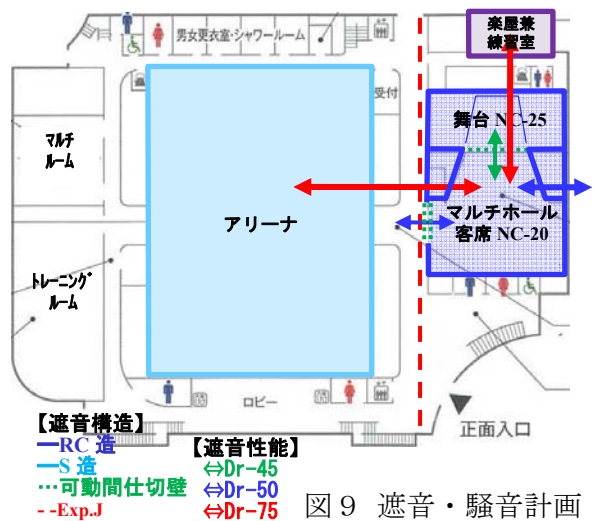 楽屋兼
練習室
男女更衣室・シャワールーム
受付
舞台 NC-25
マルチ
ルーム
アリーナ
マルチホール
客席 NC-20
トレーニング
ルーム
ロビー
正面入口
【遮音構造】
━RC 造
━S 造
…可動間仕切壁
- -Exp.J
【遮音性能】
⇔Dr-45
⇔Dr-50
⇔Dr-75
図９ 遮音・騒音計画